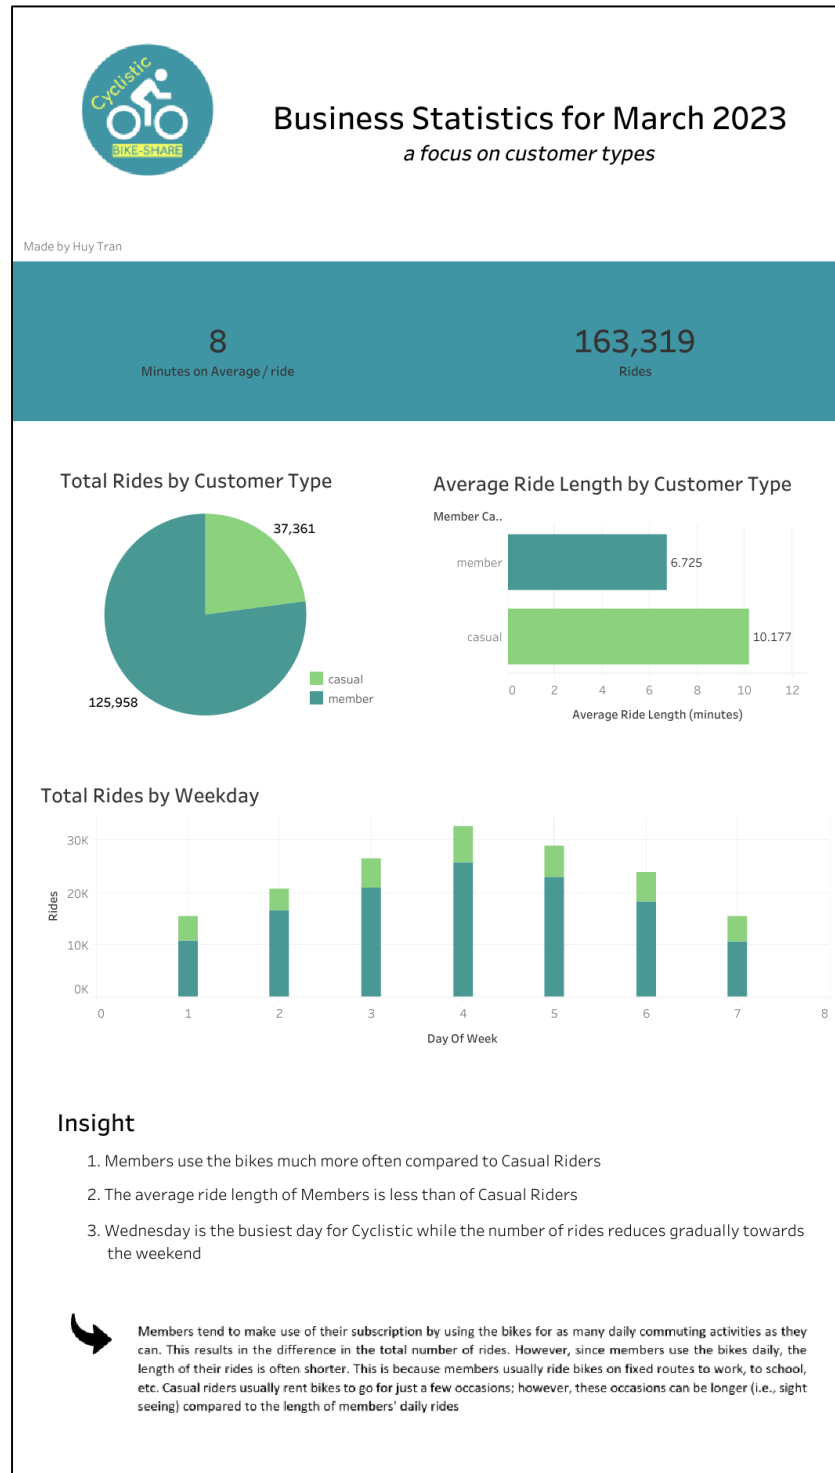 Cyclistic
BIKE-SHARE
Business Statistics for March 2023
a focus on customer types
Made by Huy Tran
8
Minutes on Average / ride
163,319
Rides
Total Rides by Customer Type
37,361
125,958
casual
member
Average Ride Length by Customer Type
Member Ca..
member
6.725
casual
10.177
0 2 4 6 8 10 12
Average Ride Length (minutes)
Total Rides by Weekday
30K
20K
10K
0K
Rides
0 1 2 3 4 5 6 7 8
Day Of Week
Insight
1. Members use the bikes much more often compared to Casual Riders
2. The average ride length of Members is less than of Casual Riders
3. Wednesday is the busiest day for Cyclistic while the number of rides reduces gradually towards
the weekend
Members tend to make use of their subscription by using the bikes for as many daily commuting activities as they
can. This results in the difference in the total number of rides. However, since members use the bikes daily, the
length of their rides is often shorter. This is because members usually ride bikes on fixed routes to work, to school,
etc. Casual riders usually rent bikes to go for just a few occasions; however, these occasions can be longer (i.e., sight
seeing) compared to the length of members' daily rides